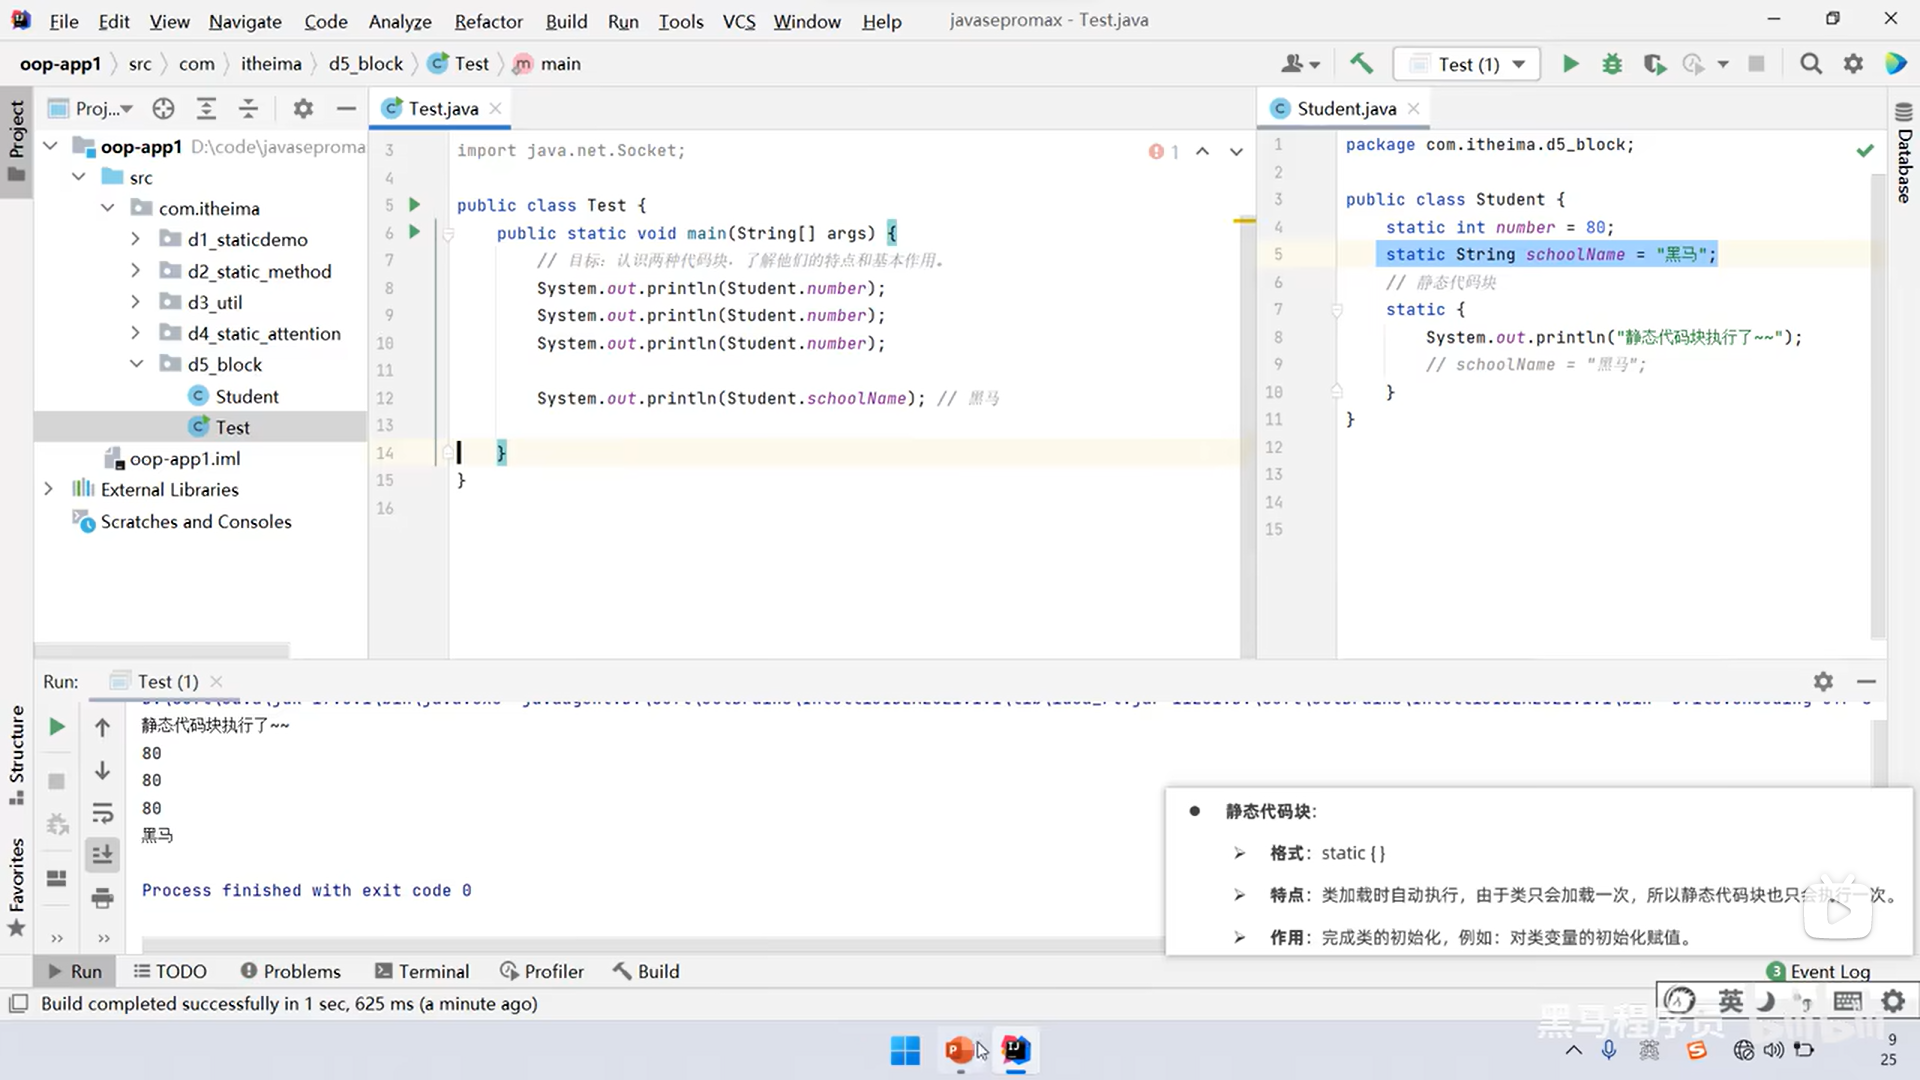 File Edit View Navigate Code Analyze Refactor Build Run Tools VCS Window Help javasepromax - Test.java
oop-app1 src com itheima d5_block Test main Test (1)
Project
Proj...
oop-app1 D:\code\javaseproma
src
com.itheima
d1_staticdemo
d2_static_method
d3_util
d4_static_attention
d5_block
Student
Test
oop-app1.iml
External Libraries
Scratches and Consoles
Test.java
1
3 import java.net.Socket;
4
5 public class Test {
6 public static void main(String[] args) {
7 // 目标：认识两种代码块，了解他们的特点和基本作用。
8 System.out.println(Student.number);
9 System.out.println(Student.number);
10 System.out.println(Student.number);
11
12 System.out.println(Student.schoolName); // 黑马
13
14 }
15 }
16
Student.java
1 package com.itheima.d5_block;
2
3 public class Student {
4 static int number = 80;
5 static String schoolName = "黑马";
6 // 静态代码块
7 static {
8 System.out.println("静态代码块执行了~~");
9 // schoolName = "黑马";
10 }
11 }
12
13
14
15
Database
Run: Test (1)
静态代码块执行了~~
80
80
80
黑马
Process finished with exit code 0
Structure
Favorites
静态代码块：
格式：static { }
特点：类加载时自动执行，由于类只会加载一次，所以静态代码块也只会执行一次。
作用：完成类的初始化，例如：对类变量的初始化赋值。
Run TODO Problems Terminal Profiler Build 3 Event Log
Build completed successfully in 1 sec, 625 ms (a minute ago)
英
黑马程序员 bilibili
9
25